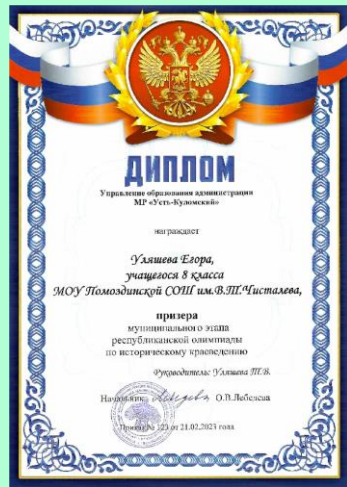 ДИПЛОМ
Управление образования администрации
МР «Усть-Куломский»
награждает
Уляшева Егора,
учащегося 8 класса
МОУ Помоздинской СОШ им.В.Т.Чисталева,
призера
муниципального этапа
республиканской олимпиады
по историческому краеведению
Руководитель: Уляшева Т.В.
Начальник О.В.Лебедева
Приказ № 123 от 21.02.2023 года